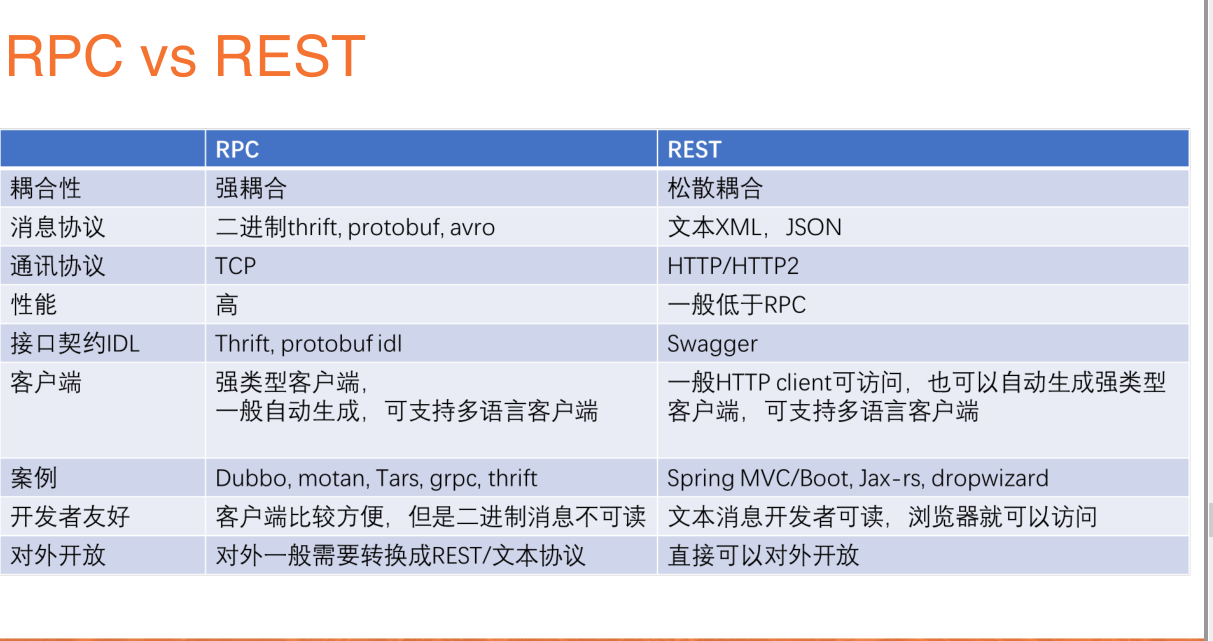 RPC vs REST
RPC REST
耦合性 强耦合 松散耦合
消息协议 二进制thrift, protobuf, avro 文本XML，JSON
通讯协议 TCP HTTP/HTTP2
性能 高 一般低于RPC
接口契约IDL Thrift, protobuf idl Swagger
客户端 强类型客户端， 一般HTTP client可访问，也可以自动生成强类型
一般自动生成，可支持多语言客户端 客户端，可支持多语言客户端
案例 Dubbo, motan, Tars, grpc, thrift Spring MVC/Boot, Jax-rs, dropwizard
开发者友好 客户端比较方便，但是二进制消息不可读 文本消息开发者可读，浏览器就可以访问
对外开放 对外一般需要转换成REST/文本协议 直接可以对外开放